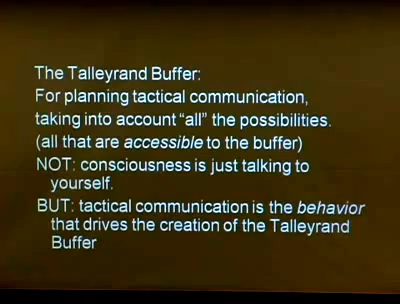 The Talleyrand Buffer:
For planning tactical communication,
taking into account “all” the possibilities.
(all that are accessible to the buffer)
NOT: consciousness is just talking to
yourself.
BUT: tactical communication is the behavior
that drives the creation of the Talleyrand
Buffer